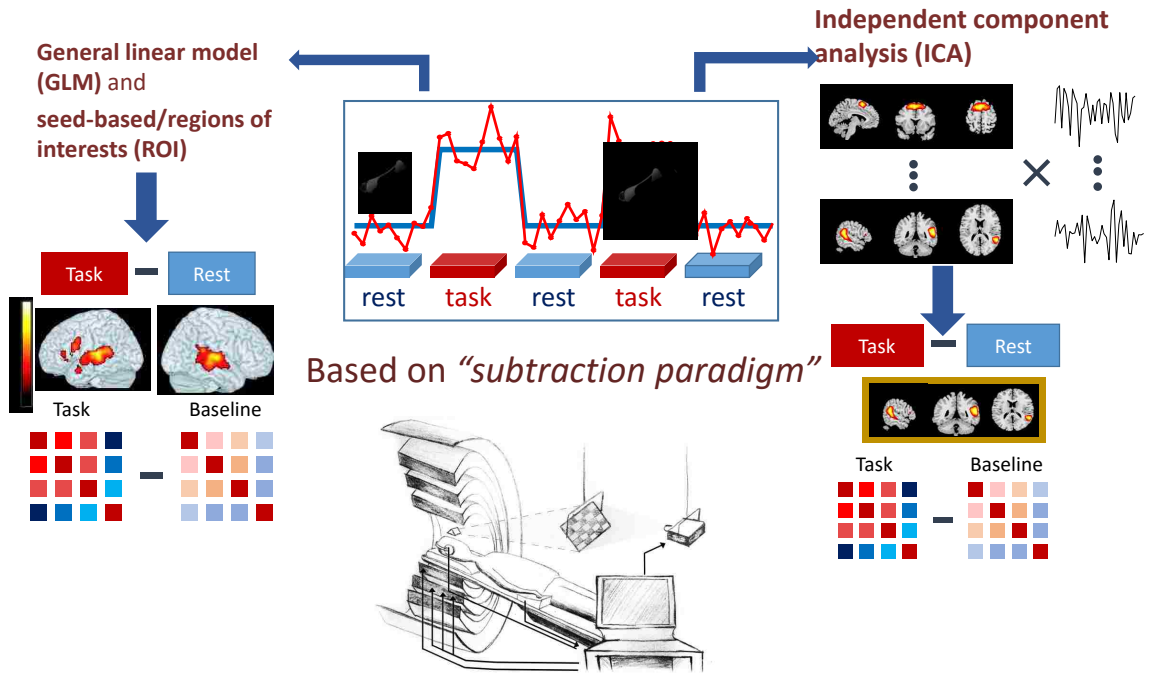 General linear model
(GLM) and
seed-based/regions of
interests (ROI)
Task
Rest
Task
Baseline
rest
task
rest
task
rest
Based on “subtraction paradigm”
Independent component
analysis (ICA)
Task
Rest
Task
Baseline